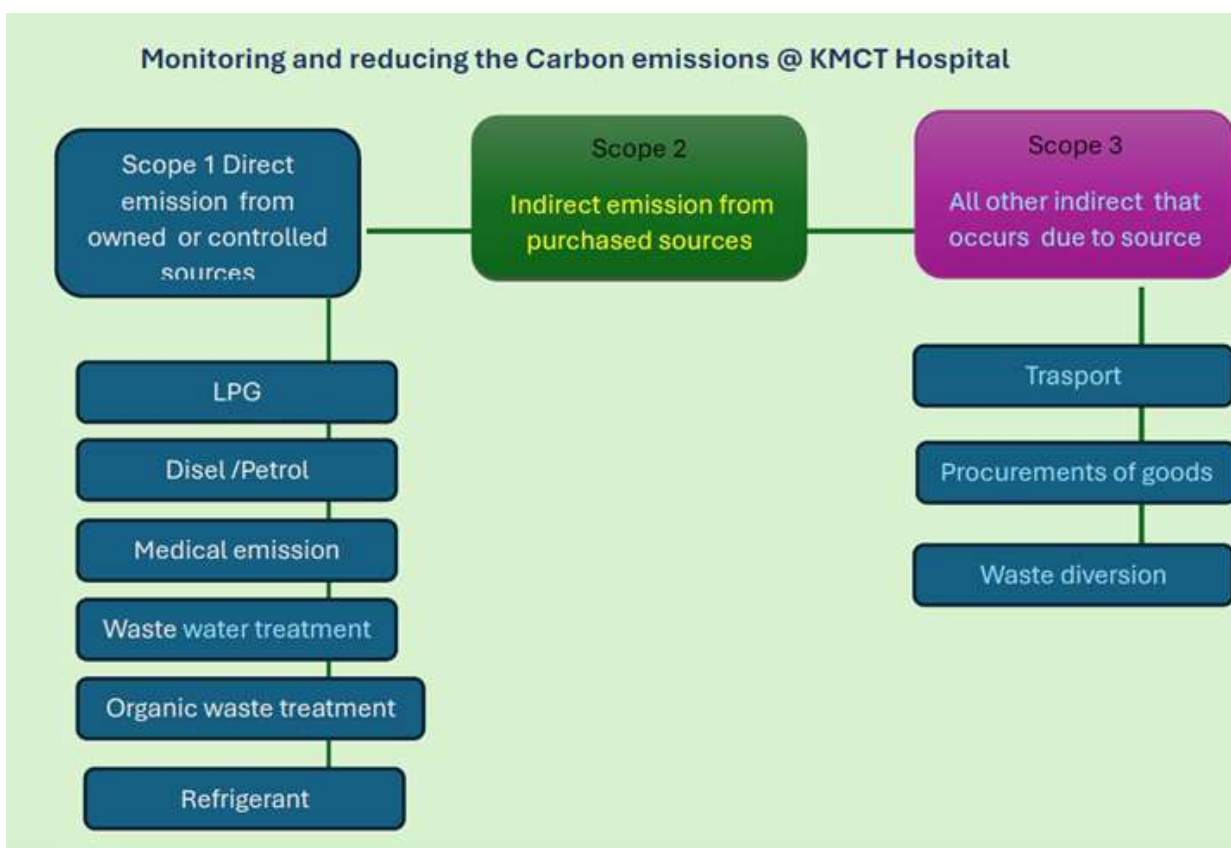 Monitoring and reducing the Carbon emissions @ KMCT Hospital
Scope 1 Direct
emission from
owned or controlled
sources
Scope 2
Indirect emission from
purchased sources
Scope 3
All other indirect that
occurs due to source
LPG
Disel /Petrol
Medical emission
Waste water treatment
Organic waste treatment
Refrigerant
Trasport
Procurements of goods
Waste diversion